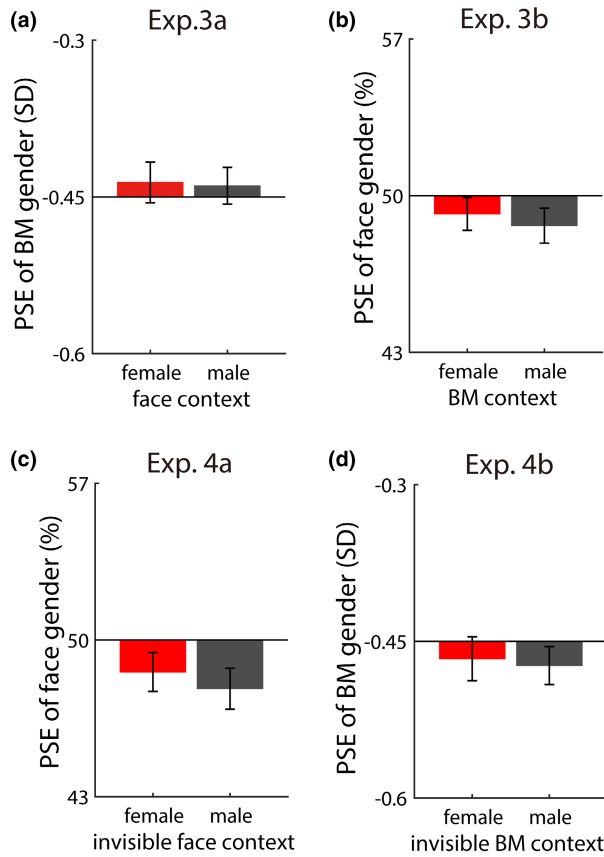 (a) Exp.3a
-0.3
-0.45
-0.6
PSE of BM gender (SD)
female male
face context
(b) Exp. 3b
57
50
43
PSE of face gender (%)
female male
BM context
(c) Exp. 4a
57
50
43
PSE of face gender (%)
female male
invisible face context
(d) Exp. 4b
-0.3
-0.45
-0.6
PSE of BM gender (SD)
female male
invisible BM context